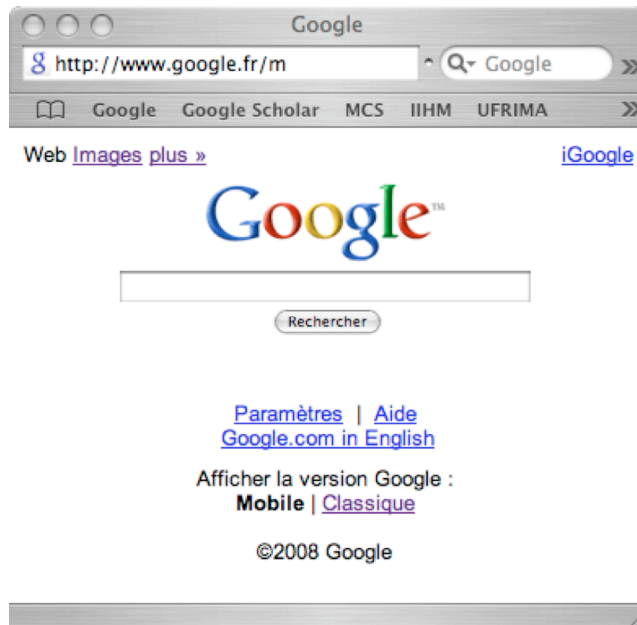 Google
http://www.google.fr/m Google
Google Google Scholar MCS IIHM UFRIMA »
Web Images plus » iGoogle
Google™
Rechercher
Paramètres | Aide
Google.com in English
Afficher la version Google :
Mobile | Classique
©2008 Google